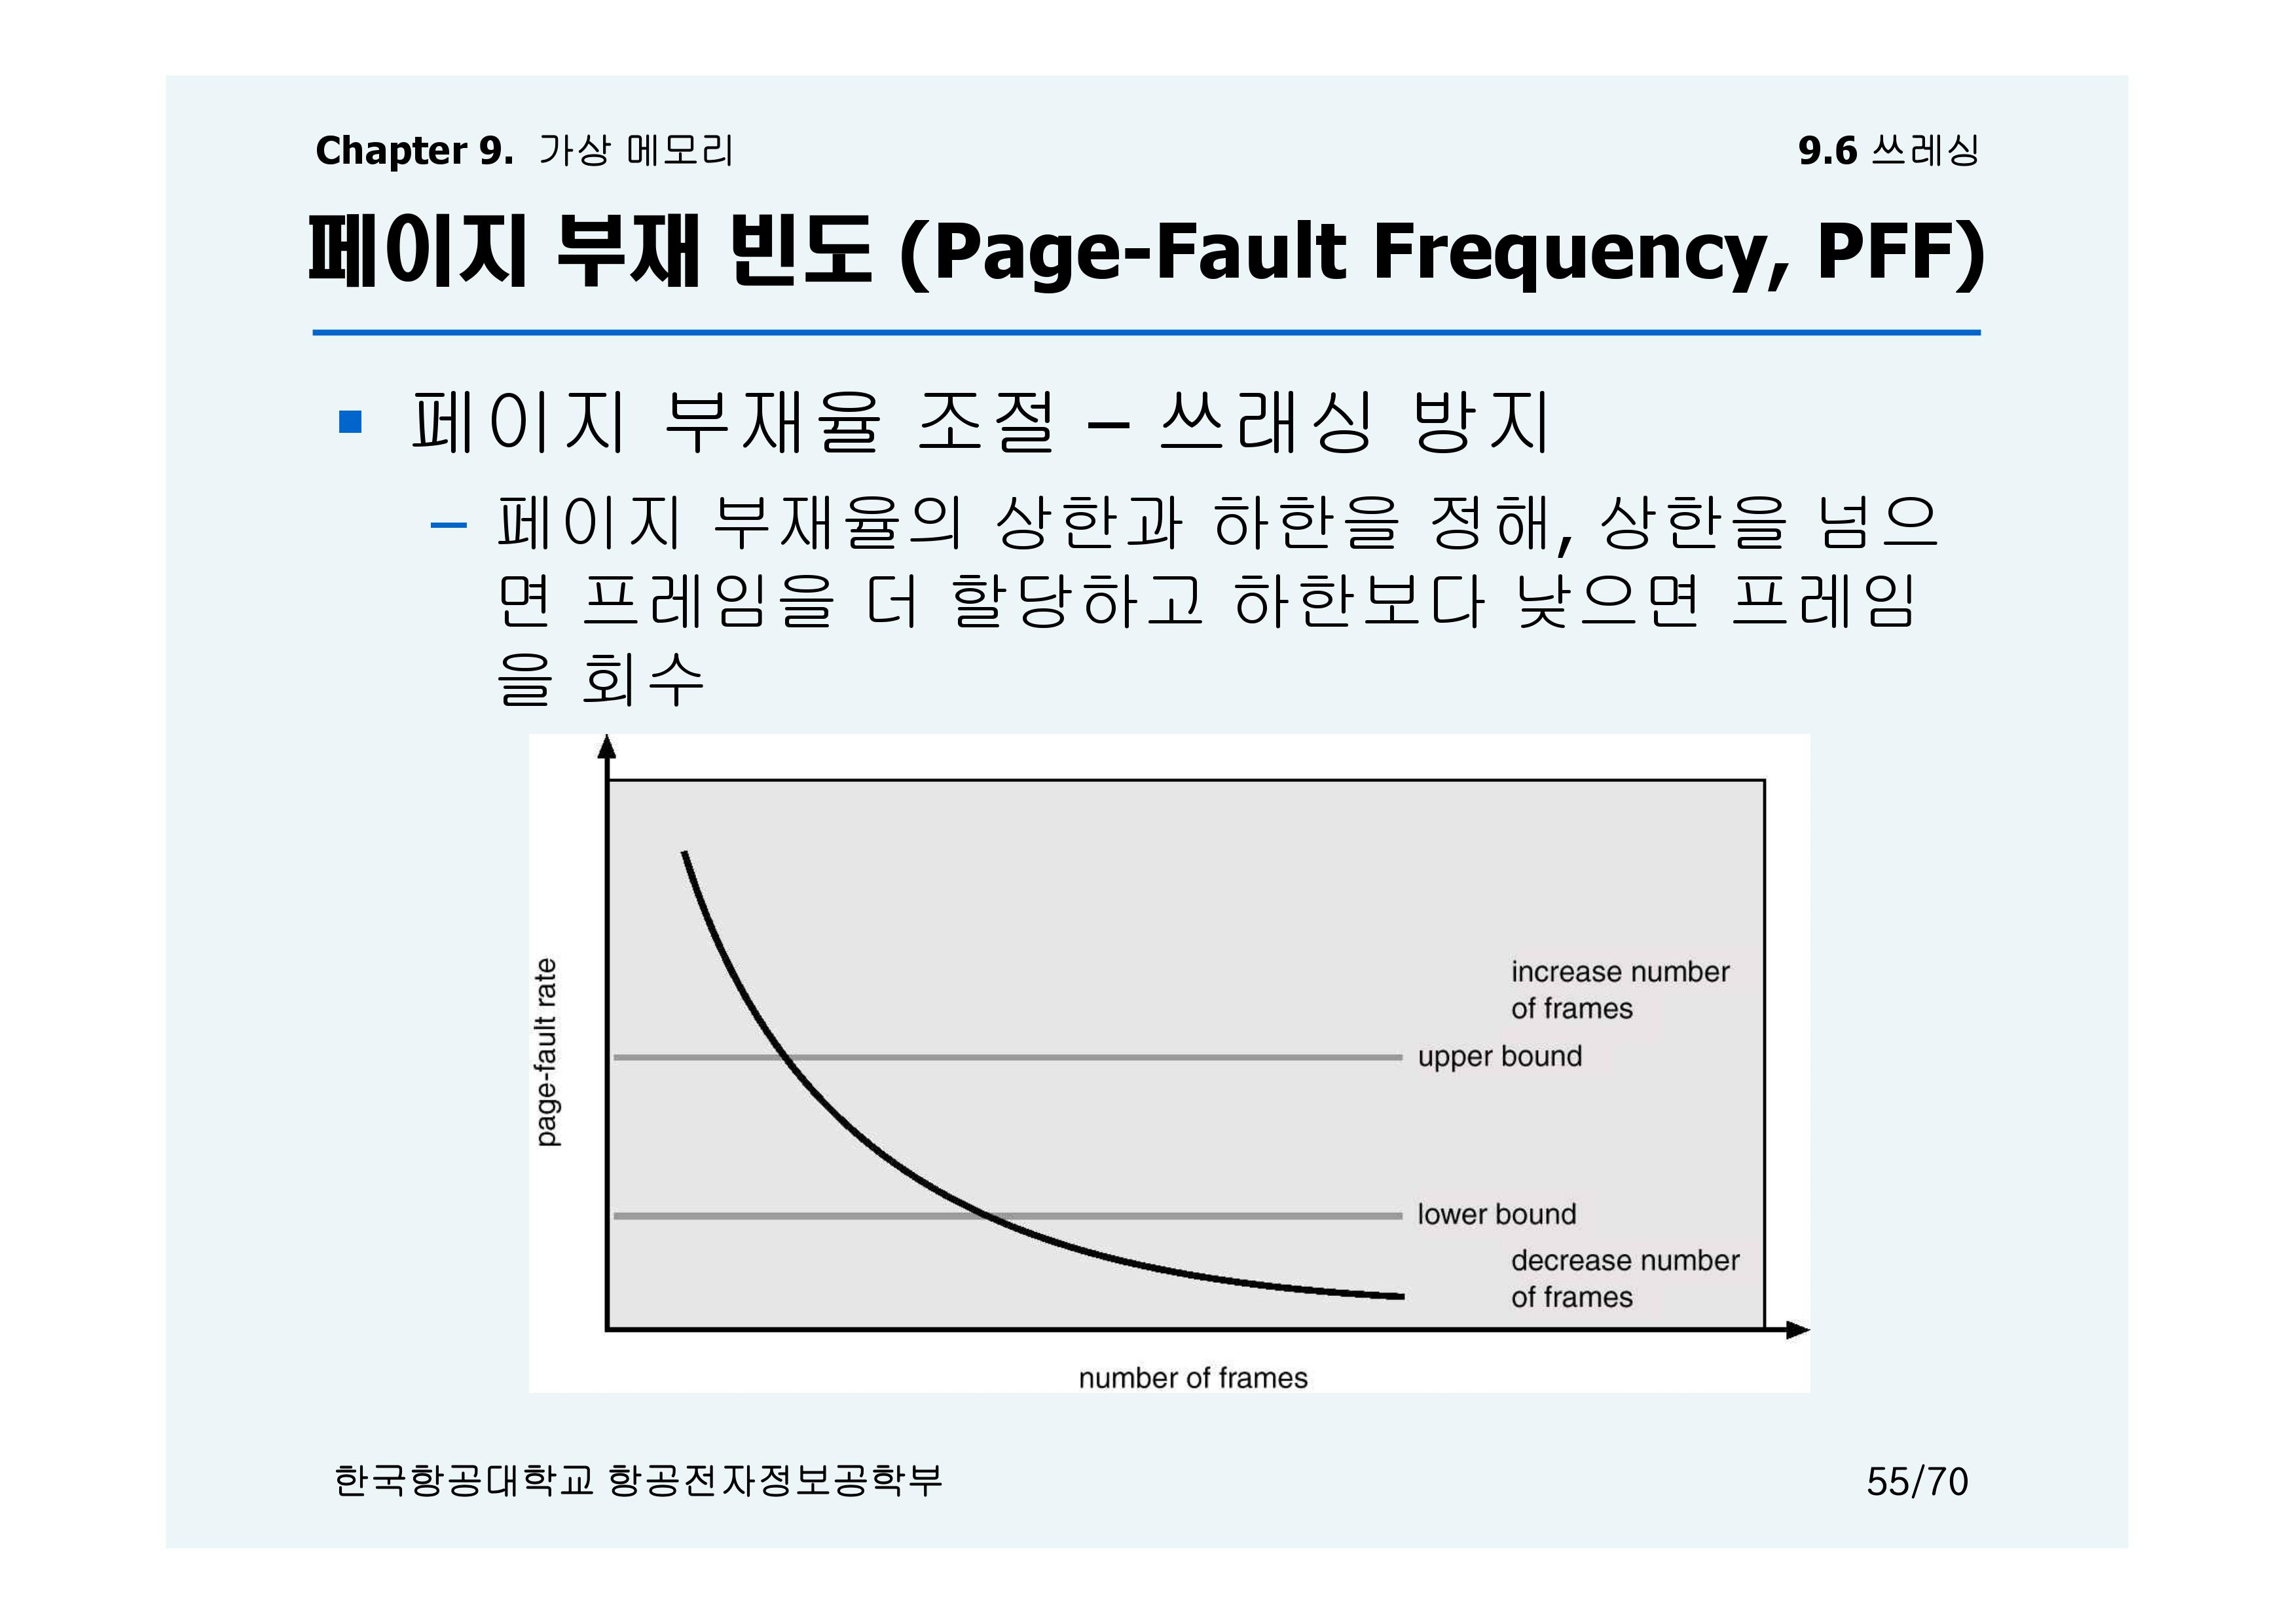 Chapter 9. 가상 메모리
9.6 쓰레싱
페이지 부재 빈도 (Page-Fault Frequency, PFF)
페이지 부재율 조절 – 쓰래싱 방지
– 페이지 부재율의 상한과 하한을 정해, 상한을 넘으
면 프레임을 더 할당하고 하한보다 낮으면 프레임
을 회수
page-fault rate
increase number
of frames
upper bound
lower bound
decrease number
of frames
number of frames
한국항공대학교 항공전자정보공학부
55/70